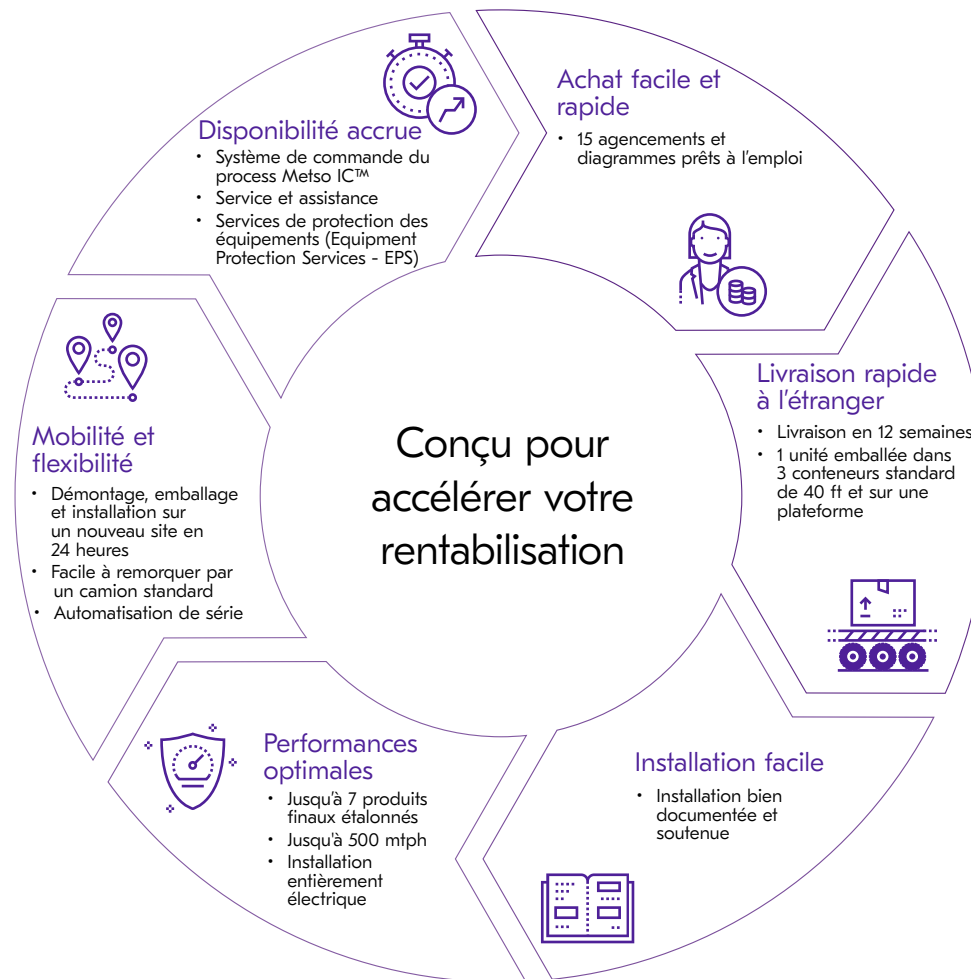 Disponibilité accrue
• Système de commande du
process Metso IC™
• Service et assistance
• Services de protection des
équipements (Equipment
Protection Services - EPS)
Achat facile et
rapide
• 15 agencements et
diagrammes prêts à l'emploi
Livraison rapide
à l'étranger
• Livraison en 12 semaines
• 1 unité emballée dans
3 conteneurs standard
de 40 ft et sur une
plateforme
Installation facile
• Installation bien
documentée et
soutenue
Performances
optimales
• Jusqu'à 7 produits
finaux étalonnés
• Jusqu'à 500 mtph
• Installation
entièrement
électrique
Mobilité et
flexibilité
• Démontage, emballage
et installation sur
un nouveau site en
24 heures
• Facile à remorquer par
un camion standard
• Automatisation de série
Conçu pour
accélérer votre
rentabilisation